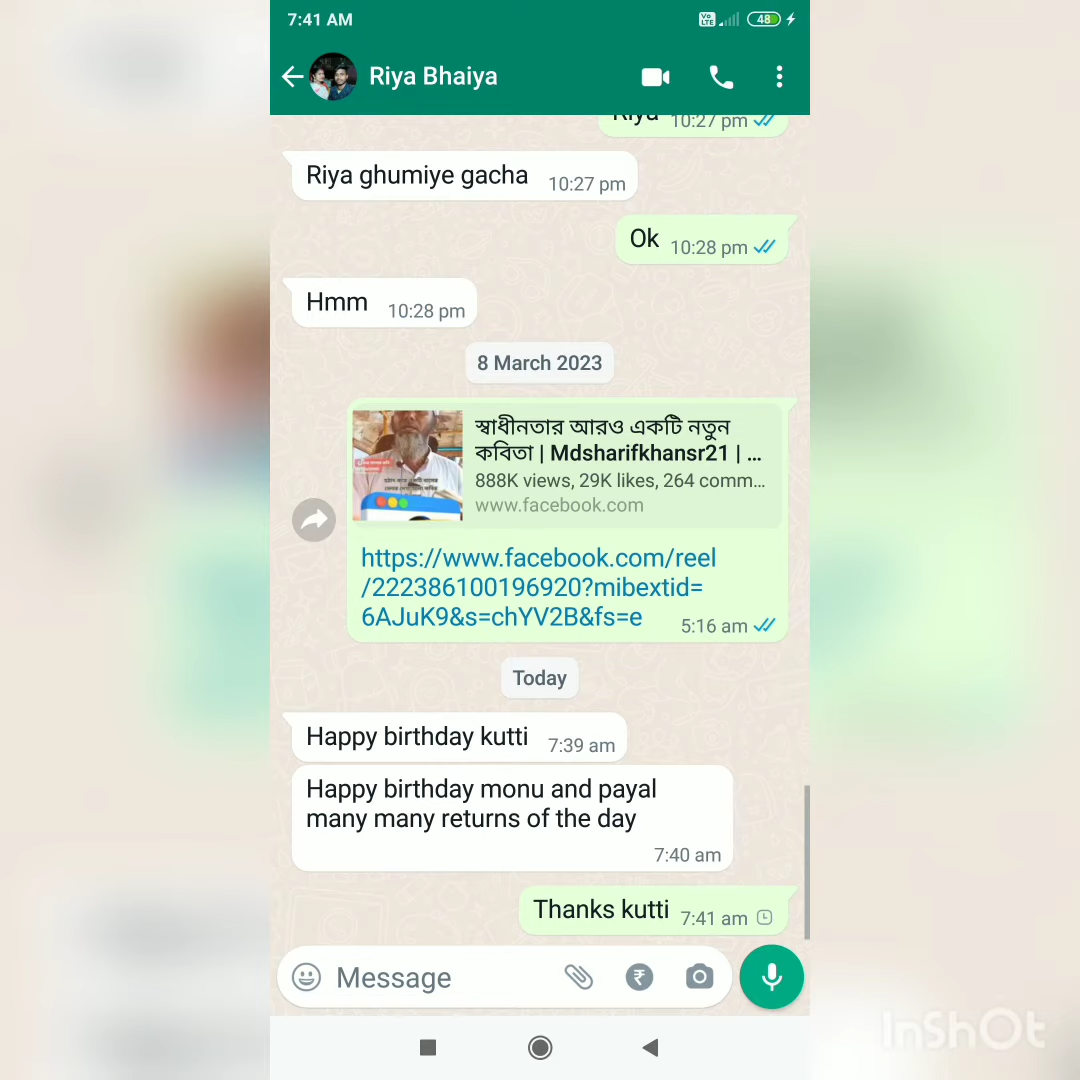 7:41 AM
Vo LTE
48
Riya Bhaiya
Riya 10:27 pm
Riya ghumiye gacha 10:27 pm
Ok 10:28 pm
Hmm 10:28 pm
8 March 2023
স্বাধীনতার আরও একটি নতুন
কবিতা | Mdsharifkhansr21 | ...
888K views, 29K likes, 264 comm...
www.facebook.com
https://www.facebook.com/reel
/222386100196920?mibextid=
6AJuK9&s=chYV2B&fs=e 5:16 am
Today
Happy birthday kutti 7:39 am
Happy birthday monu and payal
many many returns of the day
7:40 am
Thanks kutti 7:41 am
Message
InShOt